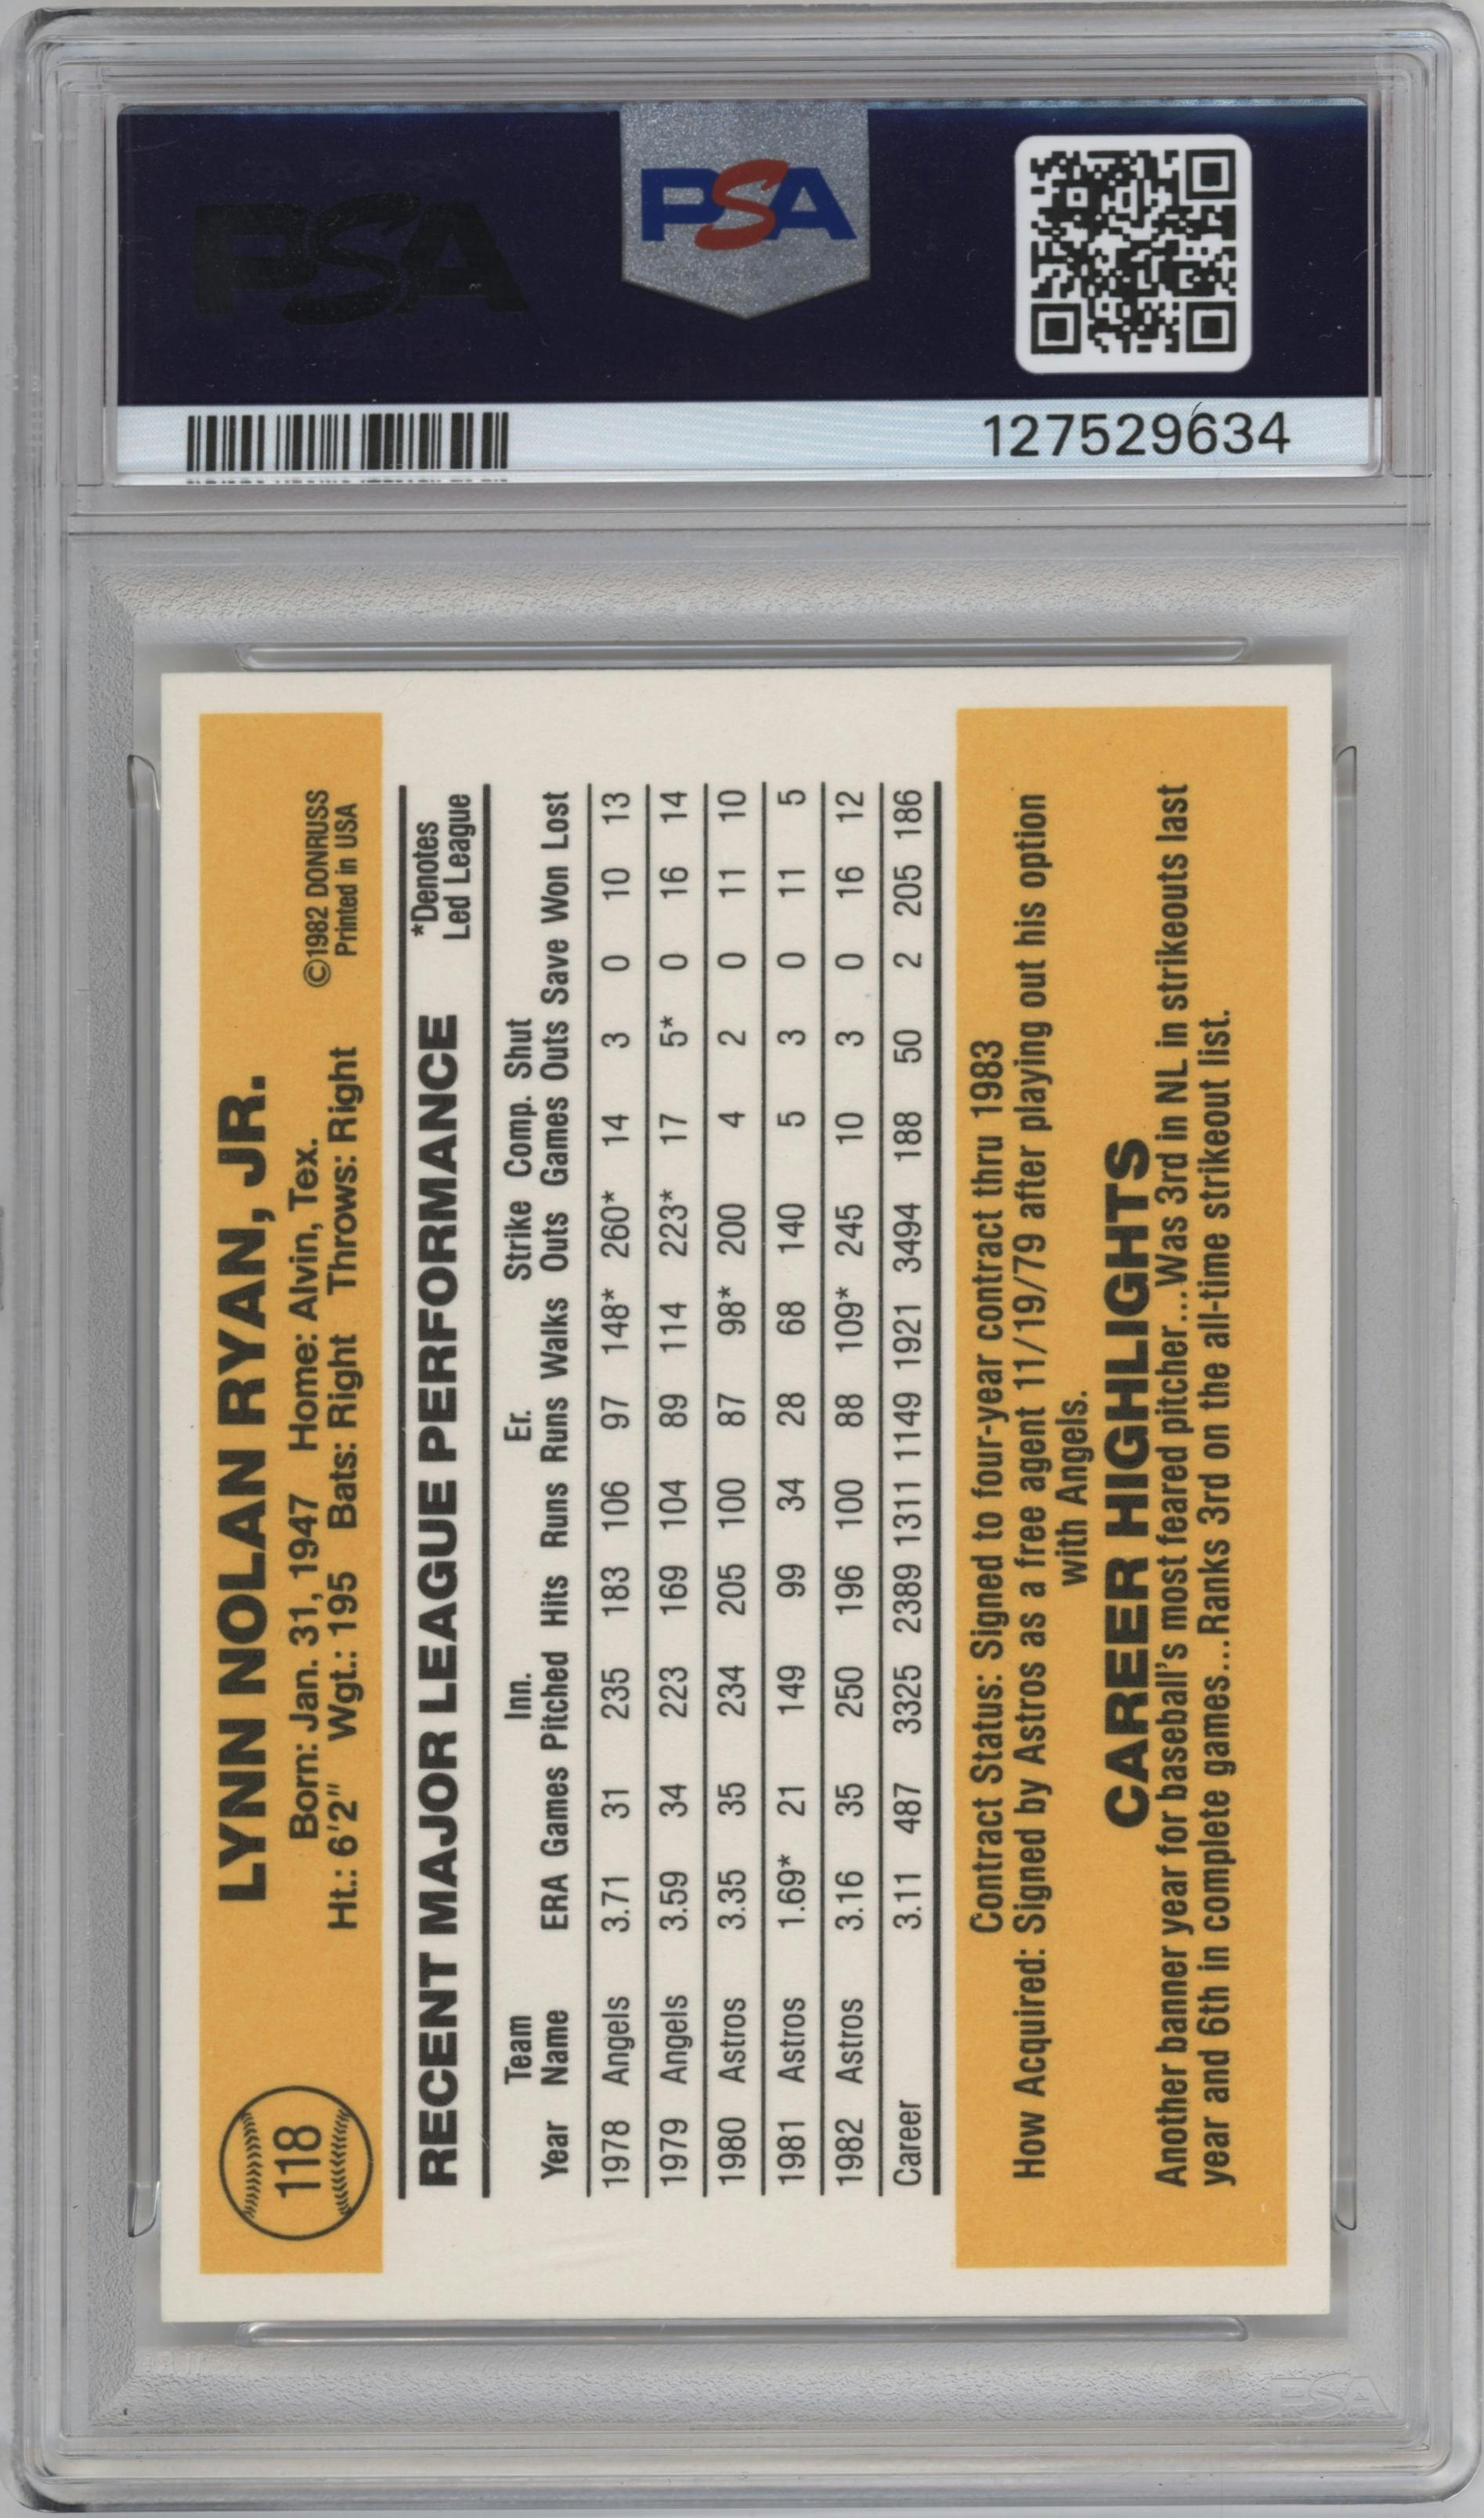 PSA
PSA
127529634
118
LYNN NOLAN RYAN, JR.
Born: Jan. 31, 1947 Home: Alvin, Tex.
Ht.: 6'2" Wgt.: 195 Bats: Right Throws: Right
©1982 DONRUSS
Printed in USA
RECENT MAJOR LEAGUE PERFORMANCE
*Denotes
Led League
Team Inn. Er. Strike Comp. Shut
Year Name ERA Games Pitched Hits Runs Runs Walks Outs Games Outs Save Won Lost
1978 Angels 3.71 31 235 183 106 97 148* 260* 14 3 0 10 13
1979 Angels 3.59 34 223 169 104 89 114 223* 17 5* 0 16 14
1980 Astros 3.35 35 234 205 100 87 98* 200 4 2 0 11 10
1981 Astros 1.69* 21 149 99 34 28 68 140 5 3 0 11 5
1982 Astros 3.16 35 250 196 100 88 109* 245 10 3 0 16 12
Career 3.11 487 3325 2389 1311 1149 1921 3494 188 50 2 205 186
Contract Status: Signed to four-year contract thru 1983
How Acquired: Signed by Astros as a free agent 11/19/79 after playing out his option
with Angels.
CAREER HIGHLIGHTS
Another banner year for baseball's most feared pitcher...Was 3rd in NL in strikeouts last
year and 6th in complete games...Ranks 3rd on the all-time strikeout list.
PSA